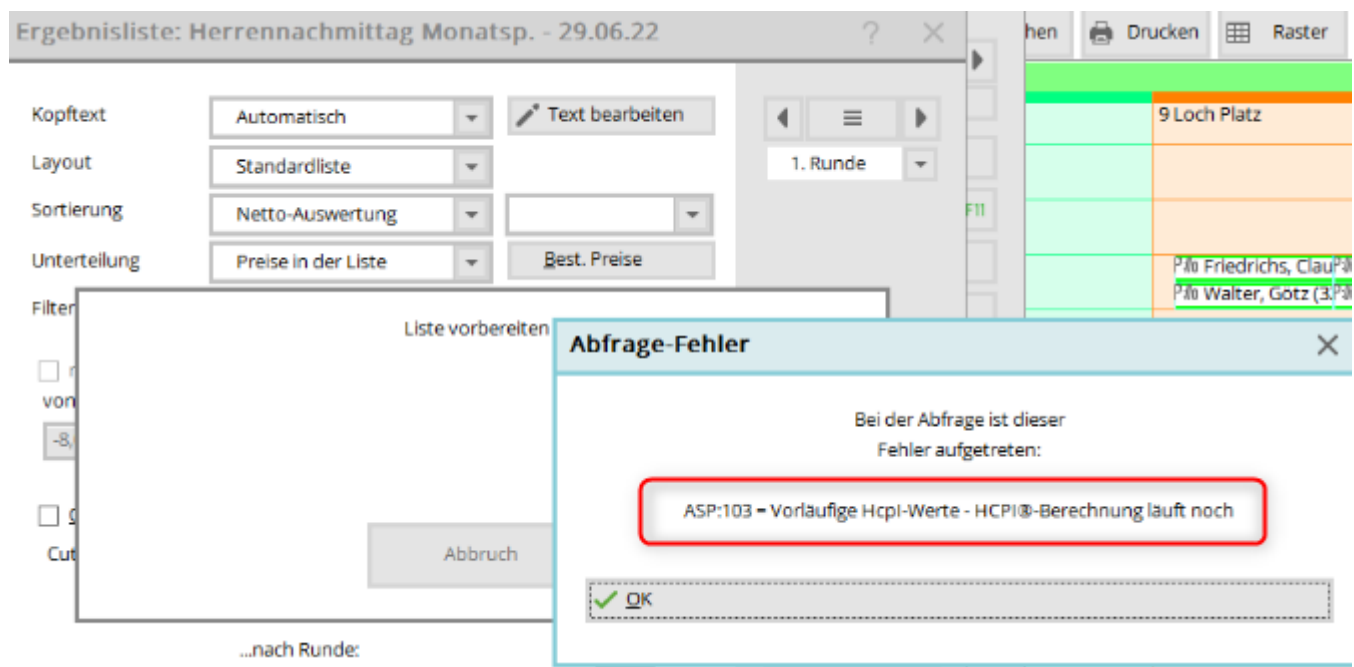 Ergebnisliste: Herrennachmittag Monatsp. - 29.06.22
?
hen Drucken Raster
Kopftext Automatisch Text bearbeiten
9 Loch Platz
Layout Standardliste
1. Runde
Sortierung Netto-Auswertung
F11
Unterteilung Preise in der Liste Best. Preise
Friedrichs, Clau
Walter, Götz (3.
Filter
Liste vorbereiten
Abfrage-Fehler
von
-8,
Bei der Abfrage ist dieser
Fehler aufgetreten:
ASP:103 = Vorläufige HcpI-Werte - HCPI®-Berechnung läuft noch
Cut
Abbruch
OK
...nach Runde: